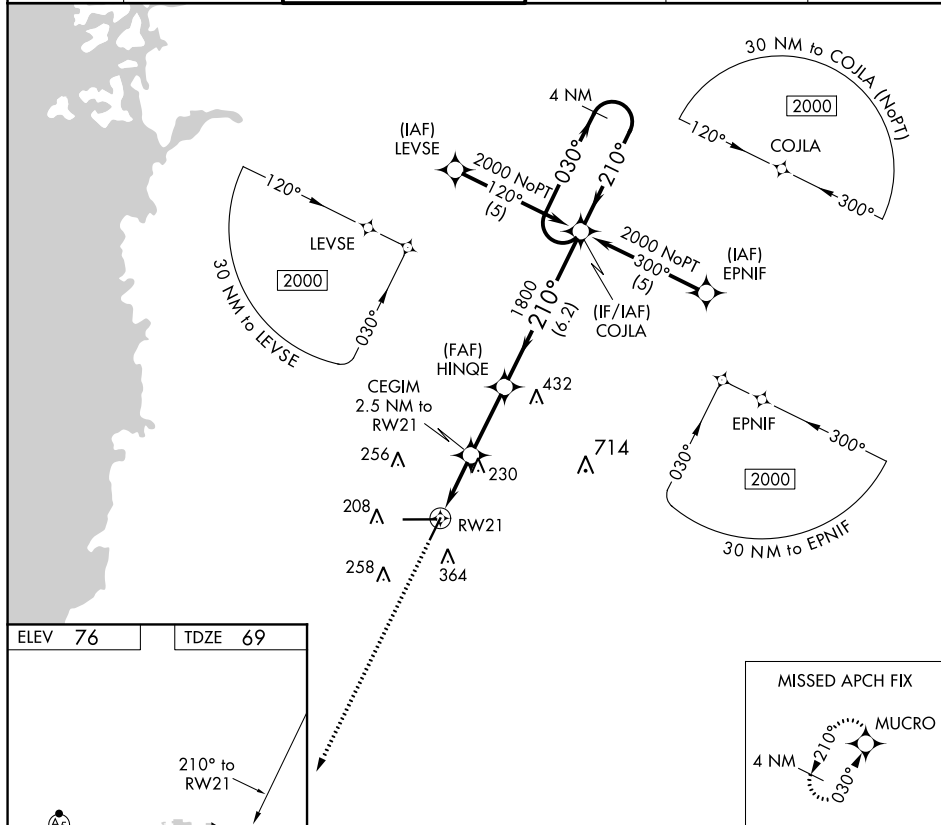 30 NM to COJLA (NoPT)
2000
120°
COJLA
300°
4 NM
(IAF)
LEVSE
030°
210°
2000 NoPT
120°
(5)
2000 NoPT
300°
(5)
(IAF)
EPNIF
120°
LEVSE
2000
030°
30 NM to LEVSE
1800
210°
(6.2)
(IF/IAF)
COJLA
(FAF)
HINQE
432
CEGIM
2.5 NM to
RW21
256
230
714
EPNIF
300°
030°
2000
30 NM to EPNIF
208
RW21
258
364
ELEV 76
TDZE 69
210° to
RW21
A5
MISSED APCH FIX
MUCRO
4 NM
210°
030°